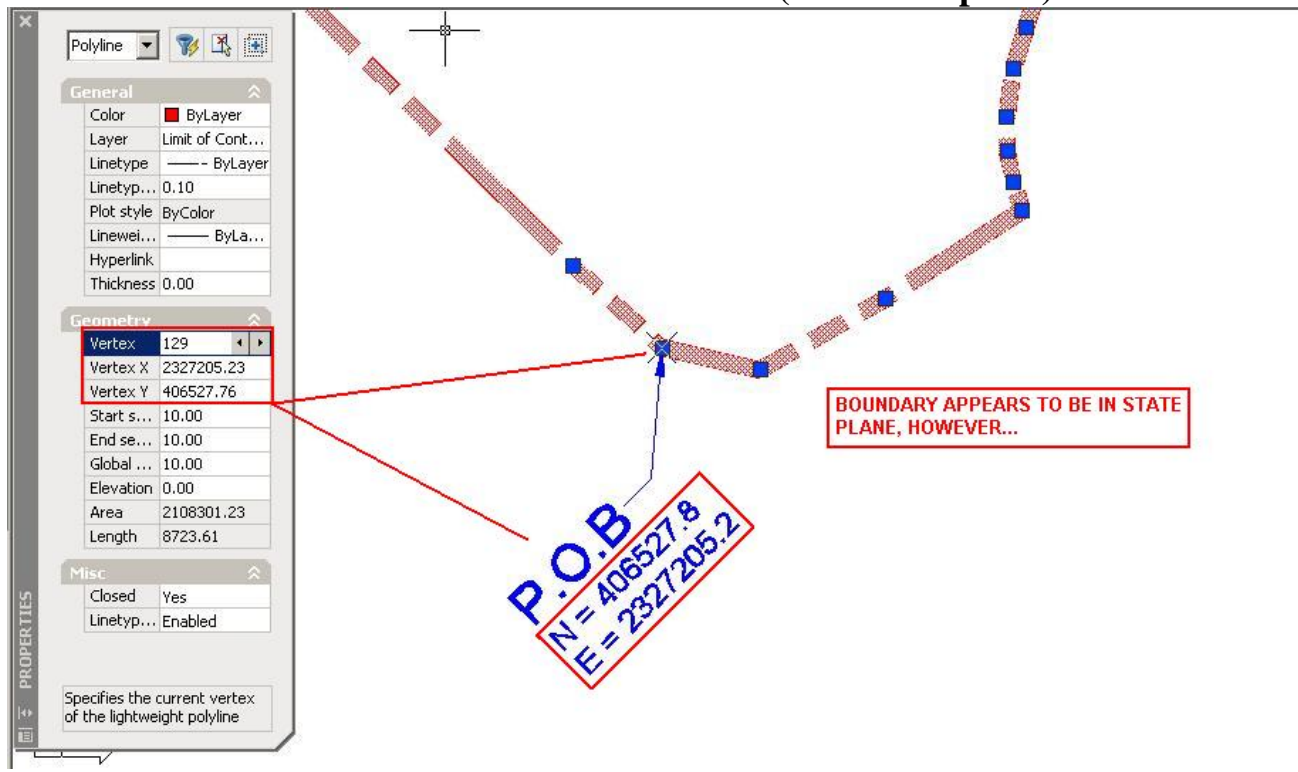 Polyline
General
Color ByLayer
Layer Limit of Cont...
Linetype ByLayer
Linetyp... 0.10
Plot style ByColor
Linewei... ByLa...
Hyperlink
Thickness 0.00
Geometry
Vertex 129
Vertex X 2327205.23
Vertex Y 406527.76
Start s... 10.00
End se... 10.00
Global ... 10.00
Elevation 0.00
Area 2108301.23
Length 8723.61
Misc
Closed Yes
Linetyp... Enabled
Specifies the current vertex
of the lightweight polyline
PROPERTIES
BOUNDARY APPEARS TO BE IN STATE
PLANE, HOWEVER...
P.O.B
N = 406527.8
E = 2327205.2